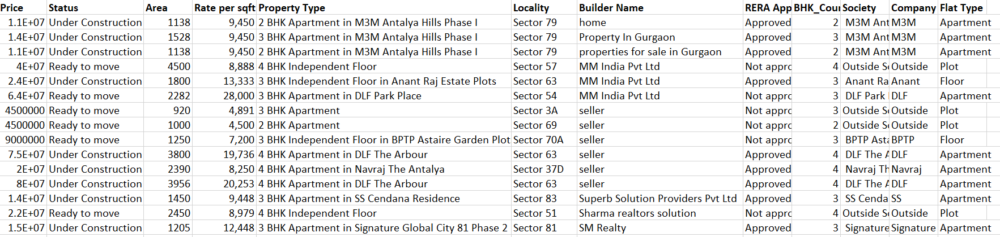 Price Status Area Rate per sqft Property Type Locality Builder Name RERA App BHK_Cour Society Company Flat Type
1.1E+07 Under Construction 1138 9,450 2 BHK Apartment in M3M Antalya Hills Phase I Sector 79 home Approved 2 M3M Ant M3M Apartment
1.4E+07 Under Construction 1528 9,450 3 BHK Apartment in M3M Antalya Hills Phase I Sector 79 Property In Gurgaon Approved 3 M3M Ant M3M Apartment
1.1E+07 Under Construction 1138 9,450 2 BHK Apartment in M3M Antalya Hills Phase I Sector 79 properties for sale in Gurgaon Approved 2 M3M Ant M3M Apartment
4E+07 Ready to move 4500 8,888 4 BHK Independent Floor Sector 57 MM India Pvt Ltd Not appro 4 Outside So Outside Plot
2.4E+07 Under Construction 1800 13,333 3 BHK Independent Floor in Anant Raj Estate Plots Sector 63 MM India Pvt Ltd Approved 3 Anant Ra Anant Floor
6.4E+07 Ready to move 2282 28,000 3 BHK Apartment in DLF Park Place Sector 54 MM India Pvt Ltd Not appro 3 DLF Park DLF Apartment
4500000 Ready to move 920 4,891 3 BHK Apartment Sector 3A seller Not appro 3 Outside So Outside Plot
4500000 Ready to move 1000 4,500 2 BHK Apartment Sector 69 seller Not appro 2 Outside So Outside Plot
9000000 Ready to move 1250 7,200 3 BHK Independent Floor in BPTP Astaire Garden Plot Sector 70A seller Not appro 3 BPTP Asta BPTP Floor
7.5E+07 Under Construction 3800 19,736 4 BHK Apartment in DLF The Arbour Sector 63 seller Approved 4 DLF The A DLF Apartment
2E+07 Under Construction 2390 8,250 4 BHK Apartment in Navraj The Antalya Sector 37D seller Approved 4 Navraj Th Navraj Apartment
8E+07 Under Construction 3956 20,253 4 BHK Apartment in DLF The Arbour Sector 63 seller Approved 4 DLF The A DLF Apartment
1.4E+07 Under Construction 1450 9,448 3 BHK Apartment in SS Cendana Residence Sector 83 Superb Solution Providers Pvt Ltd Approved 3 SS Cenda SS Apartment
2.2E+07 Ready to move 2450 8,979 4 BHK Independent Floor Sector 51 Sharma realtors solution Not appro 4 Outside So Outside Plot
1.5E+07 Under Construction 1205 12,448 3 BHK Apartment in Signature Global City 81 Phase 2 Sector 81 SM Realty Approved 3 Signature Signature Apartment